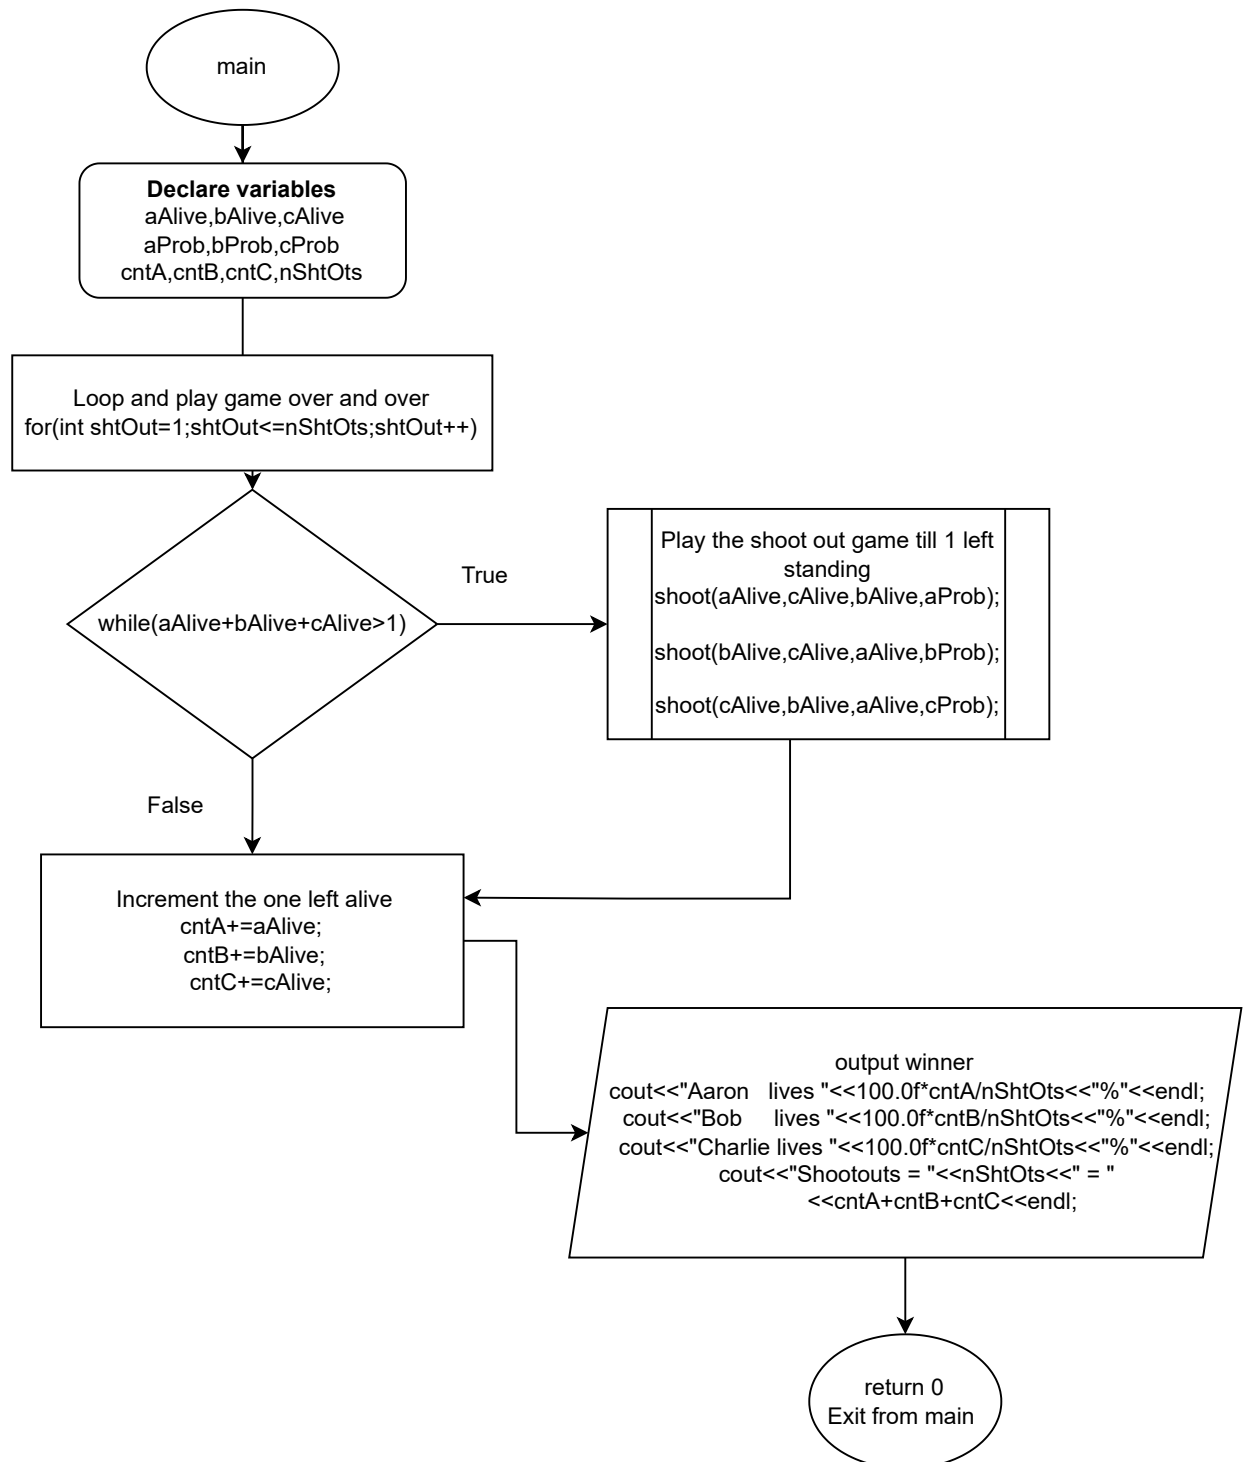 main
Declare variables
aAlive,bAlive,cAlive
aProb,bProb,cProb
cntA,cntB,cntC,nShtOts
Loop and play game over and over
for(int shtOut=1;shtOut<=nShtOts;shtOut++)
while(aAlive+bAlive+cAlive>1)
True
Play the shoot out game till 1 left
standing
shoot(aAlive,cAlive,bAlive,aProb);
shoot(bAlive,cAlive,aAlive,bProb);
shoot(cAlive,bAlive,aAlive,cProb);
False
Increment the one left alive
cntA+=aAlive;
cntB+=bAlive;
cntC+=cAlive;
output winner
cout<<"Aaron   lives "<<100.0f*cntA/nShtOts<<"%"<<endl;
cout<<"Bob     lives "<<100.0f*cntB/nShtOts<<"%"<<endl;
cout<<"Charlie lives "<<100.0f*cntC/nShtOts<<"%"<<endl;
cout<<"Shootouts = "<<nShtOts<<" = "
<<cntA+cntB+cntC<<endl;
return 0
Exit from main